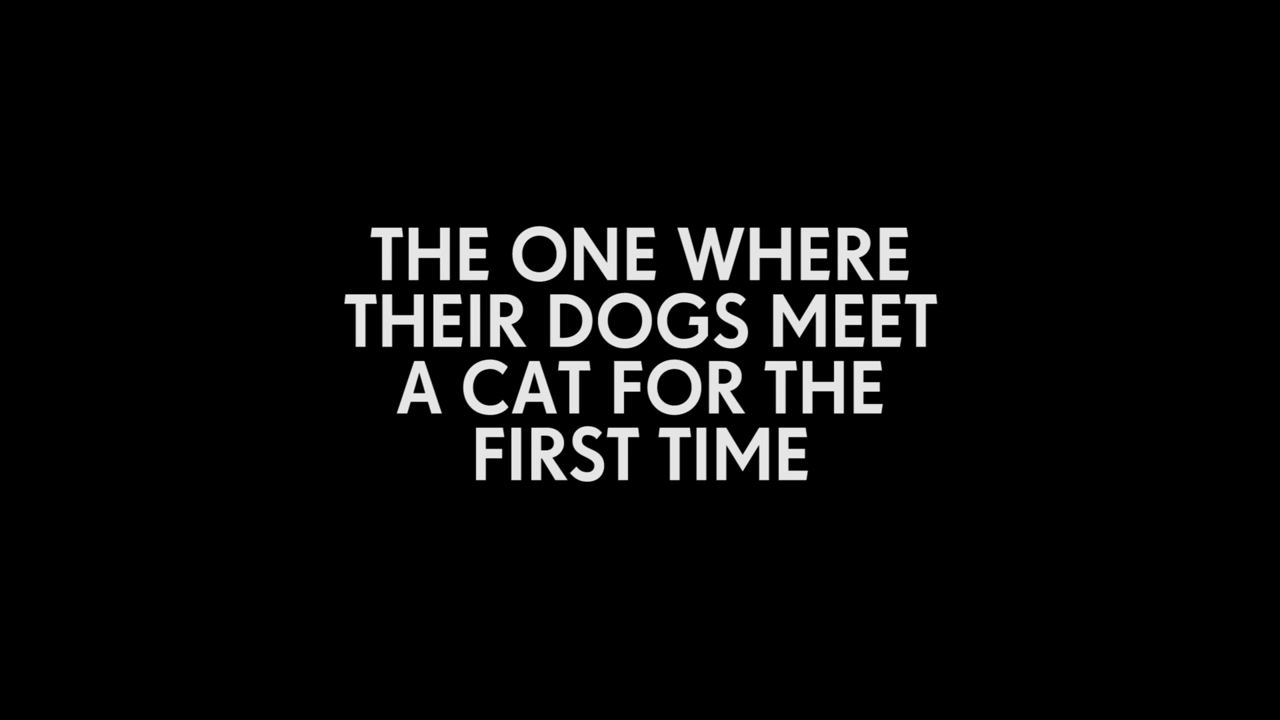 THE ONE WHERE
THEIR DOGS MEET
A CAT FOR THE
FIRST TIME